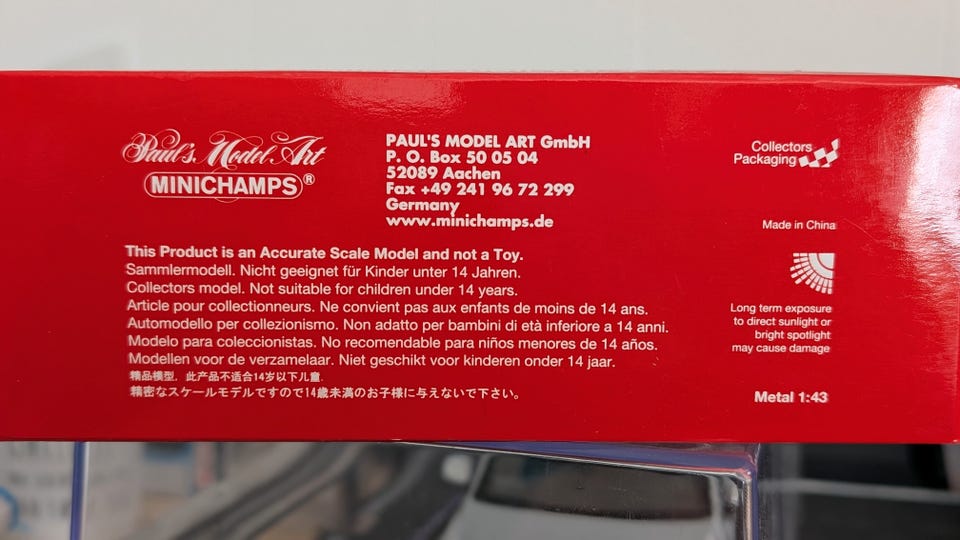 Paul's Model Art
MINICHAMPS®
PAUL'S MODEL ART GmbH
P. O. Box 50 05 04
52089 Aachen
Fax +49 241 96 72 299
Germany
www.minichamps.de
Collectors
Packaging
Made in China
This Product is an Accurate Scale Model and not a Toy.
Sammlermodell. Nicht geeignet für Kinder unter 14 Jahren.
Collectors model. Not suitable for children under 14 years.
Article pour collectionneurs. Ne convient pas aux enfants de moins de 14 ans.
Automodello per collezionismo. Non adatto per bambini di età inferiore a 14 anni.
Modelo para coleccionistas. No recomendable para niños menores de 14 años.
Modellen voor de verzamelaar. Niet geschikt voor kinderen onder 14 jaar.
精品模型，此产品不适合14岁以下儿童.
精密なスケールモデルですので14歳未満のお子様に与えないで下さい。
Long term exposure
to direct sunlight or
bright spotlight
may cause damage
Metal 1:43